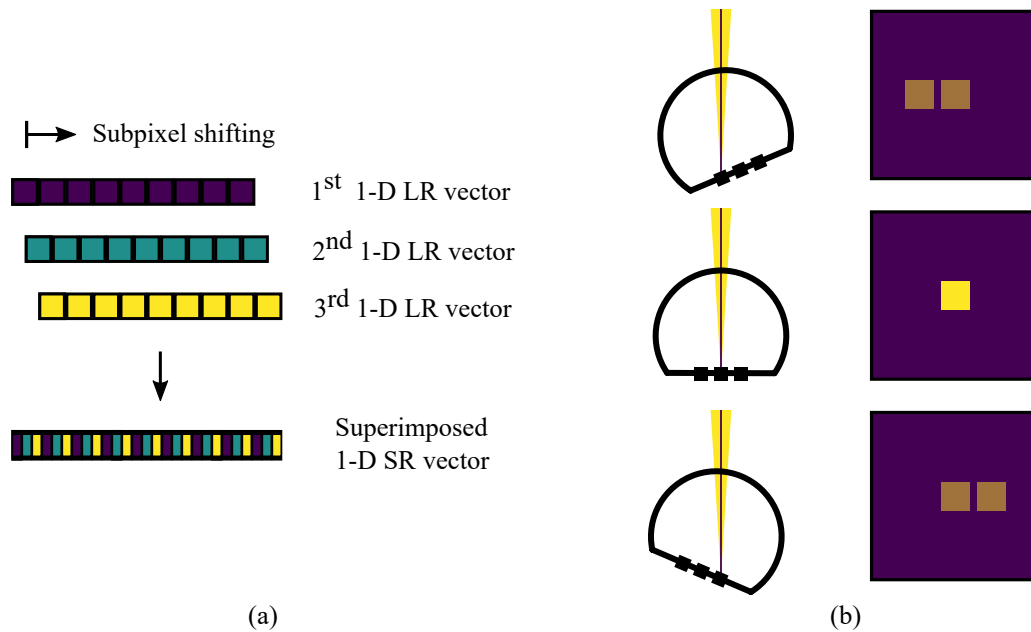 Subpixel shifting
1st 1-D LR vector
2nd 1-D LR vector
3rd 1-D LR vector
Superimposed
1-D SR vector
(a)
(b)